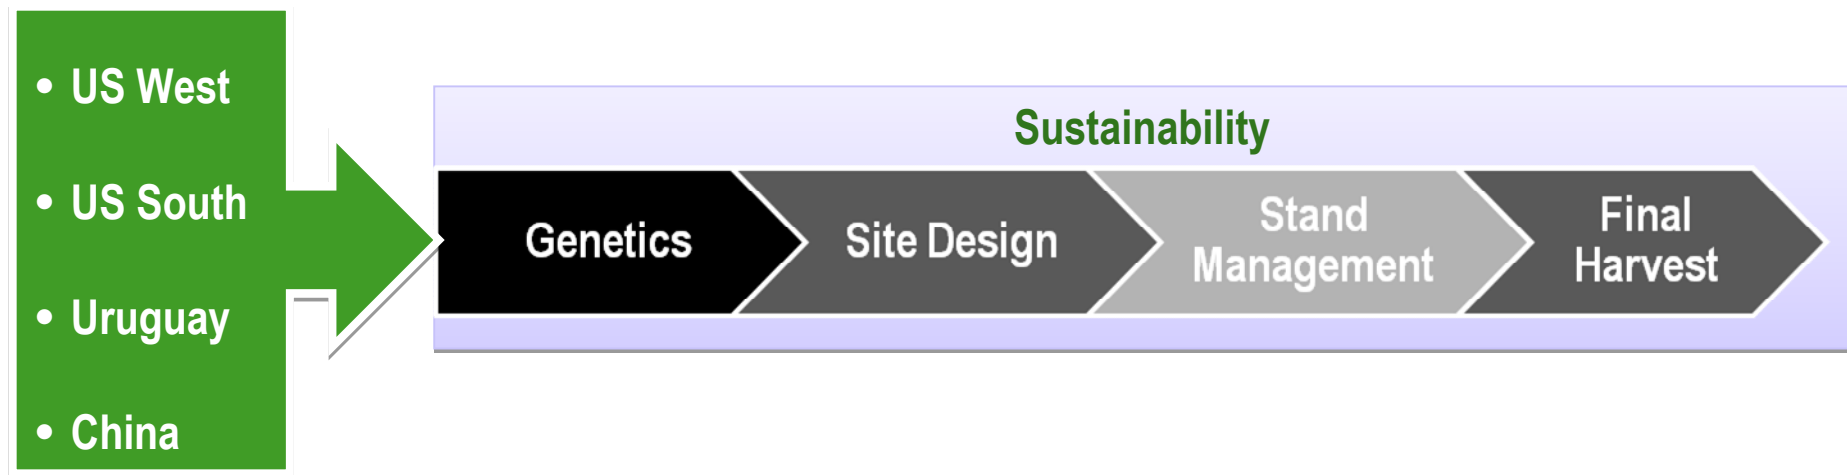 • US West
• US South
• Uruguay
• China
Sustainability
Genetics
Site Design
Stand
Management
Final
Harvest